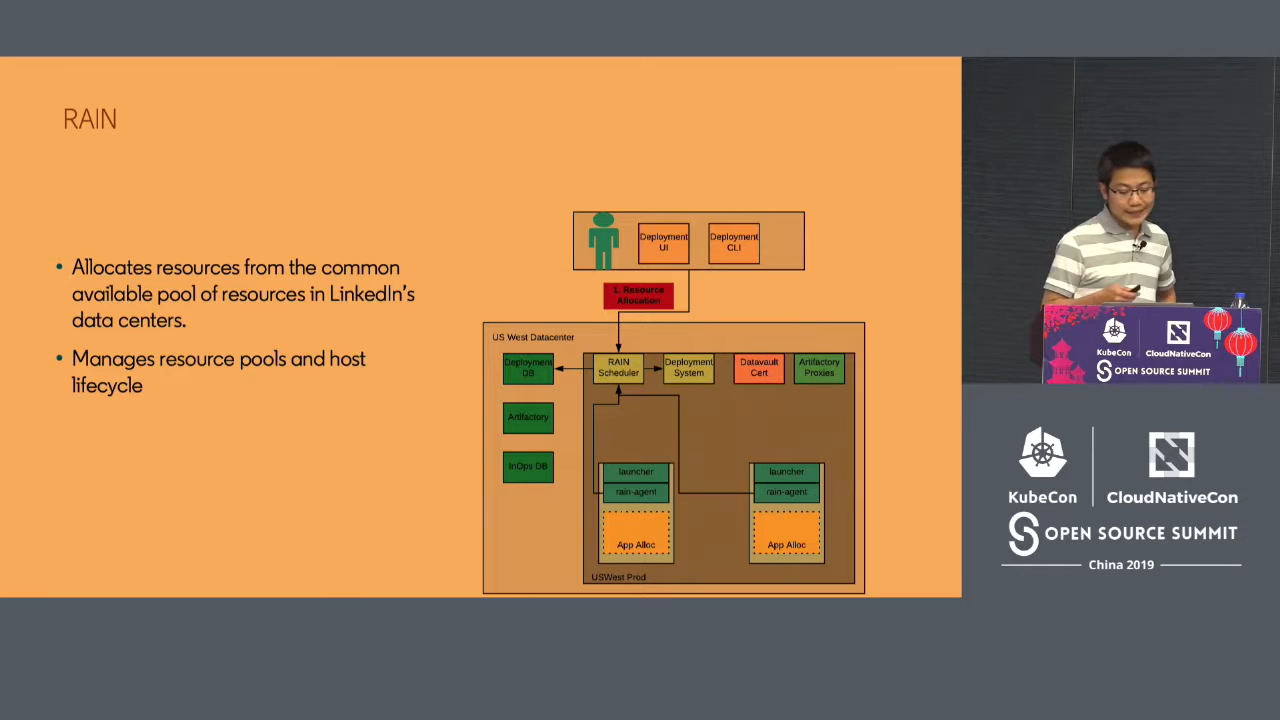 RAIN
• Allocates resources from the common
available pool of resources in LinkedIn's
data centers.
• Manages resource pools and host
lifecycle
Deployment
UI
Deployment
CLI
1. Resource
Allocation
US West Datacenter
Deployment
DB
RAIN
Scheduler
Deployment
System
Datavault
Cert
Artifactory
Proxies
Artifactory
InOps DB
launcher
rain-agent
App Alloc
launcher
rain-agent
App Alloc
USWest Prod
KubeCon
CloudNativeCon
OPEN SOURCE SUMMIT
KubeCon
CloudNativeCon
OPEN SOURCE SUMMIT
China 2019